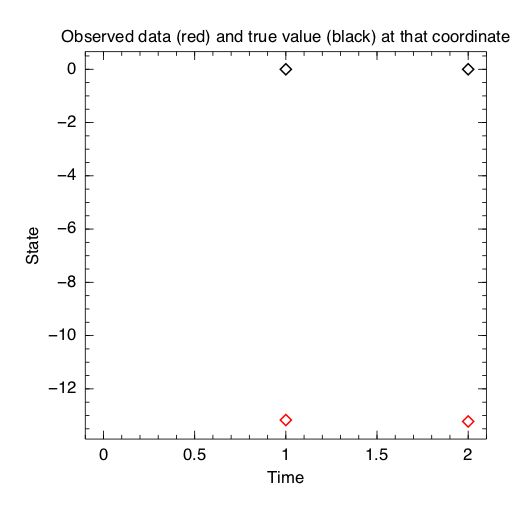 Observed data (red) and true value (black) at that coordinate
0
−2
−4
−6
−8
−10
−12
State
0 0.5 1 1.5 2
Time